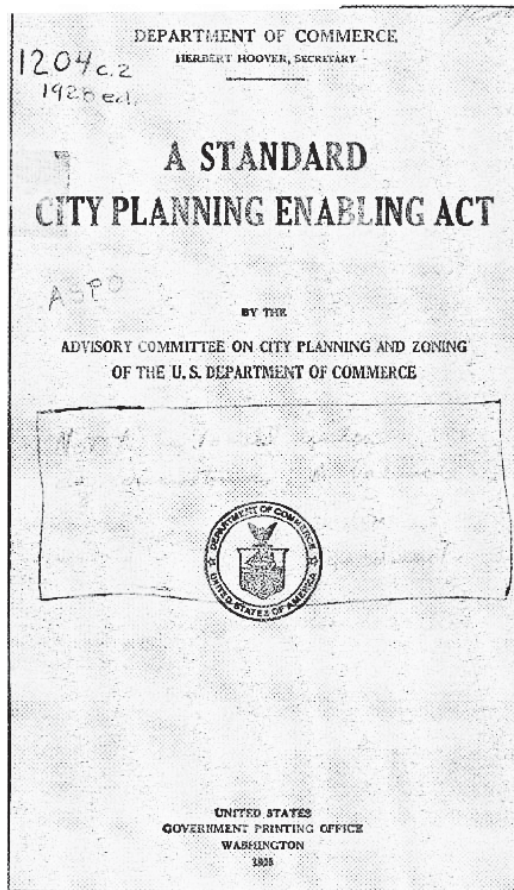 DEPARTMENT OF COMMERCE
HERBERT HOOVER, SECRETARY
1204 c.2
1928 ed.
A STANDARD
CITY PLANNING ENABLING ACT
ASPO
BY THE
ADVISORY COMMITTEE ON CITY PLANNING AND ZONING
OF THE U. S. DEPARTMENT OF COMMERCE
DEPARTMENT OF COMMERCE
UNITED STATES OF AMERICA
UNITED STATES
GOVERNMENT PRINTING OFFICE
WASHINGTON